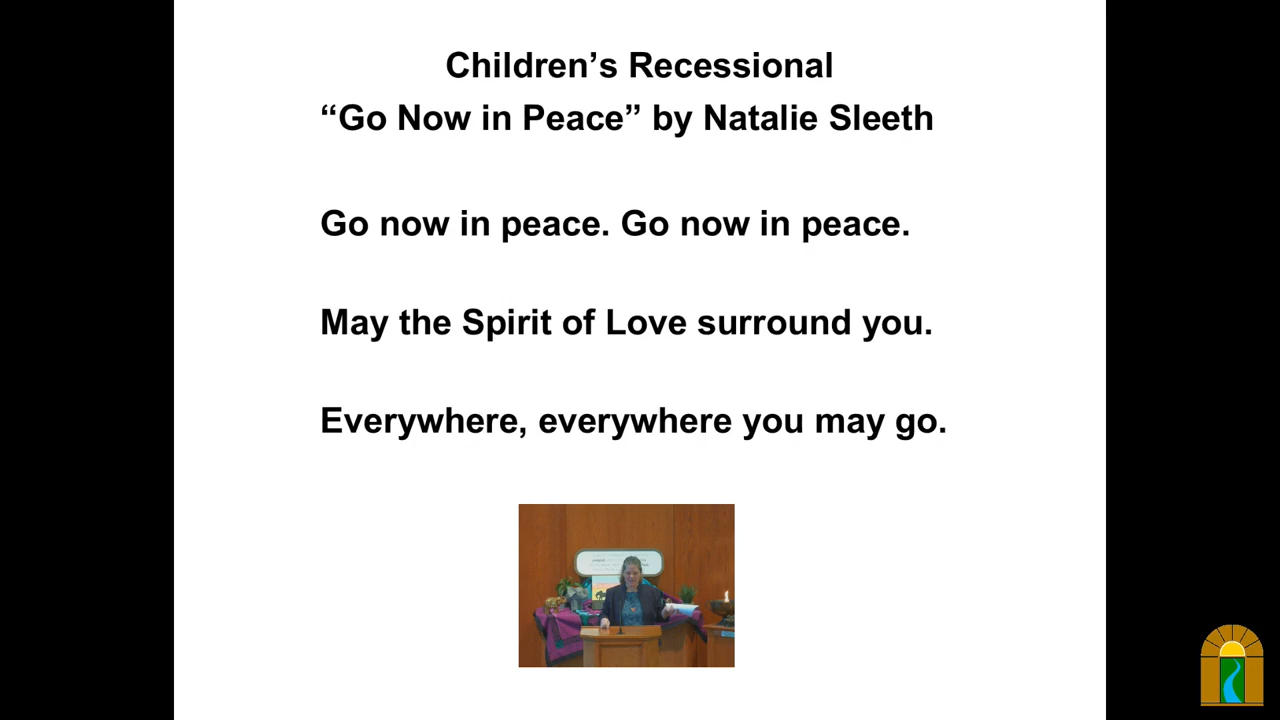 Children’s Recessional
“Go Now in Peace” by Natalie Sleeth
Go now in peace. Go now in peace.
May the Spirit of Love surround you.
Everywhere, everywhere you may go.